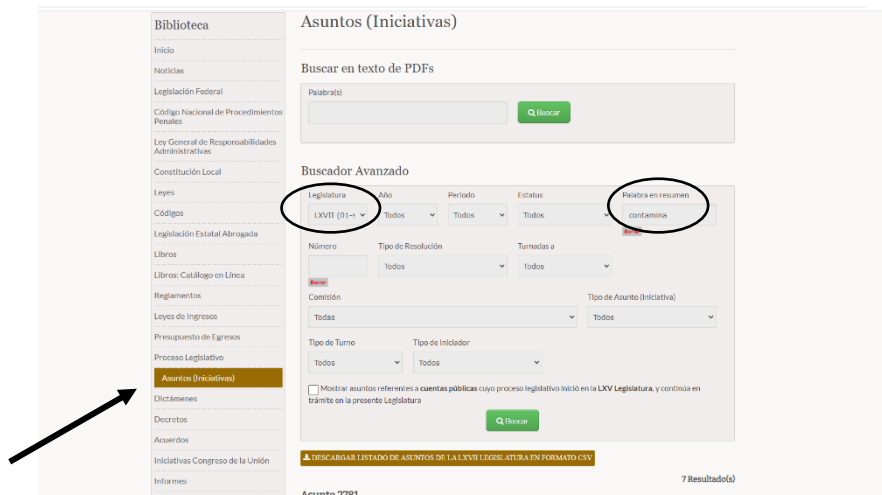 Biblioteca
Inicio
Noticias
Legislación Federal
Código Nacional de Procedimientos
Penales
Ley General de Responsabilidades
Administrativas
Constitución Local
Leyes
Códigos
Legislación Estatal Abrogada
Libros
Libros: Catálogo en Línea
Reglamentos
Leyes de Ingresos
Presupuesto de Egresos
Proceso Legislativo
Asuntos (Iniciativas)
Dictámenes
Decretos
Acuerdos
Iniciativas Congreso de la Unión
Informes
Asuntos (Iniciativas)
Buscar en texto de PDFs
Palabra(s)
Buscar
Buscador Avanzado
Legislatura Año Periodo Estatus Palabra en resumen
LXVII (01-s Todos Todos Todos contamina
Borrar
Número Tipo de Resolución Turnadas a
Todos Todos
Borrar
Comisión Tipo de Asunto (Iniciativa)
Todas Todos
Tipo de Turno Tipo de Iniciador
Todos Todos
Mostrar asuntos referentes a cuentas públicas cuyo proceso legislativo inició en la LXV Legislatura, y continúa en
trámite en la presente Legislatura
Buscar
DESCARGAR LISTADO DE ASUNTOS DE LA LXVII LEGISLATURA EN FORMATO CSV
7 Resultado(s)
Asunto 2781